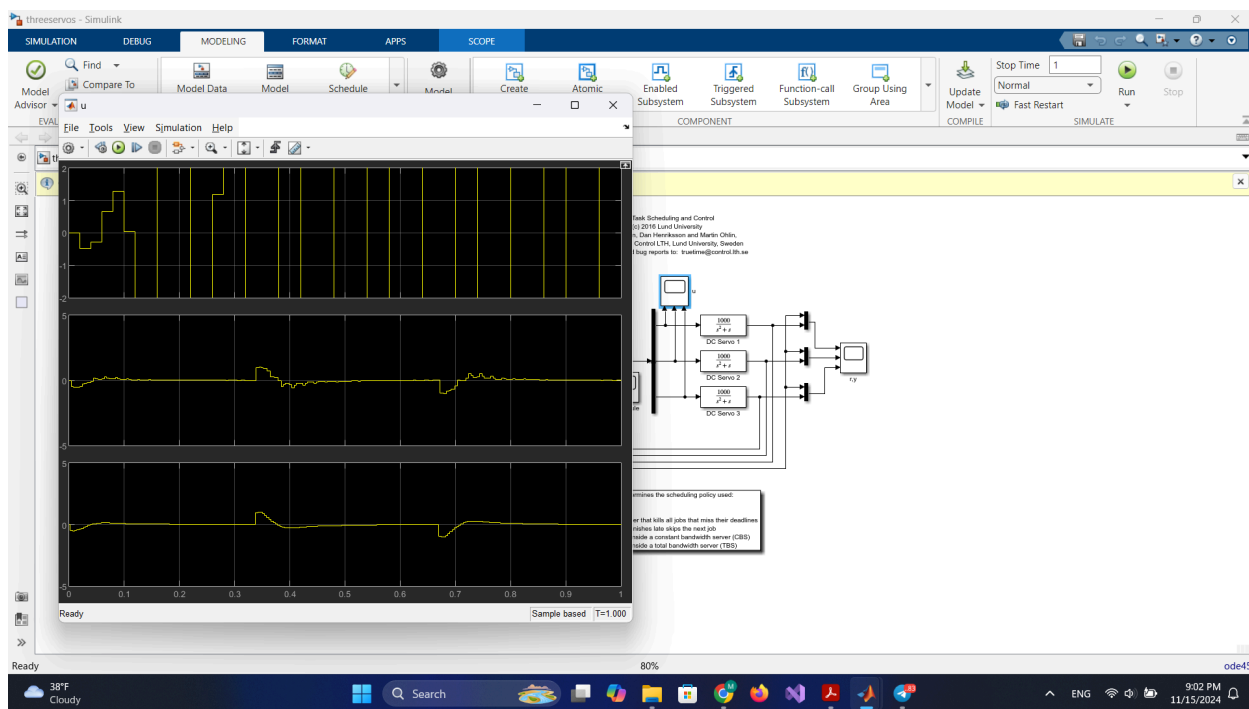 threeservos - Simulink
SIMULATION DEBUG MODELING FORMAT APPS SCOPE
Find
Compare To
Model
Advisor
Model Data
Model
Schedule
Model
Create
Atomic
Enabled
Subsystem
Triggered
Subsystem
Function-call
Subsystem
Group Using
Area
Update
Model
Stop Time 1
Normal
Fast Restart
Run
Stop
EVAL
COMPONENT
COMPILE
SIMULATE
u
File Tools View Simulation Help
2
1
0
-1
-2
5
0
-5
5
0
-5
0 0.1 0.2 0.3 0.4 0.5 0.6 0.7 0.8 0.9 1
Ready
Sample based T=1.000
Task Scheduling and Control
(c) 2016 Lund University
n, Dan Henriksson and Martin Ohlin,
Control LTH, Lund University, Sweden
bug reports to: truetime@control.lth.se
u
1000
s²+s
DC Servo 1
1000
s²+s
DC Servo 2
1000
s²+s
DC Servo 3
r,y
ermines the scheduling policy used:
er that kills all jobs that miss their deadlines
nishes late skips the next job
nside a constant bandwidth server (CBS)
nside a total bandwidth server (TBS)
Ready
80%
ode45
38°F
Cloudy
Search
83
ENG
9:02 PM
11/15/2024